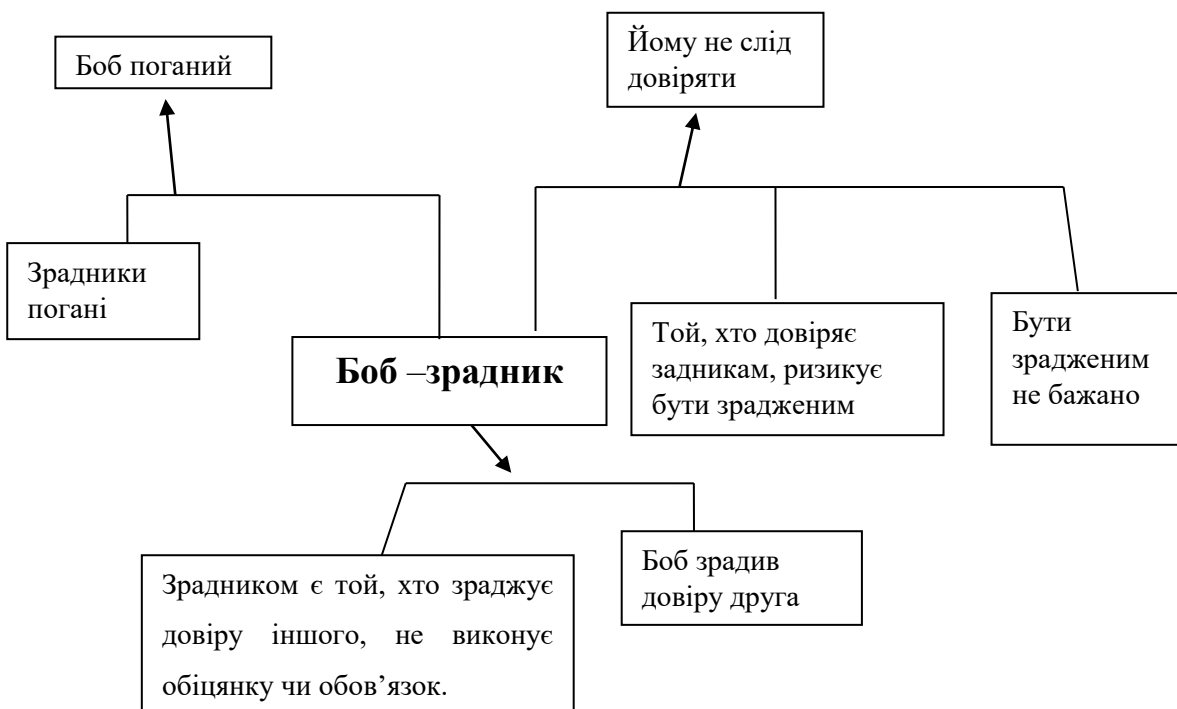 Боб поганий
Йому не слід
довіряти
Зрадники
погані
Боб –зрадник
Той, хто довіряє
задникам, ризикує
бути зрадженим
Бути
зрадженим
не бажано
Зрадником є той, хто зраджує
довіру іншого, не виконує
обіцянку чи обов’язок.
Боб зрадив
довіру друга